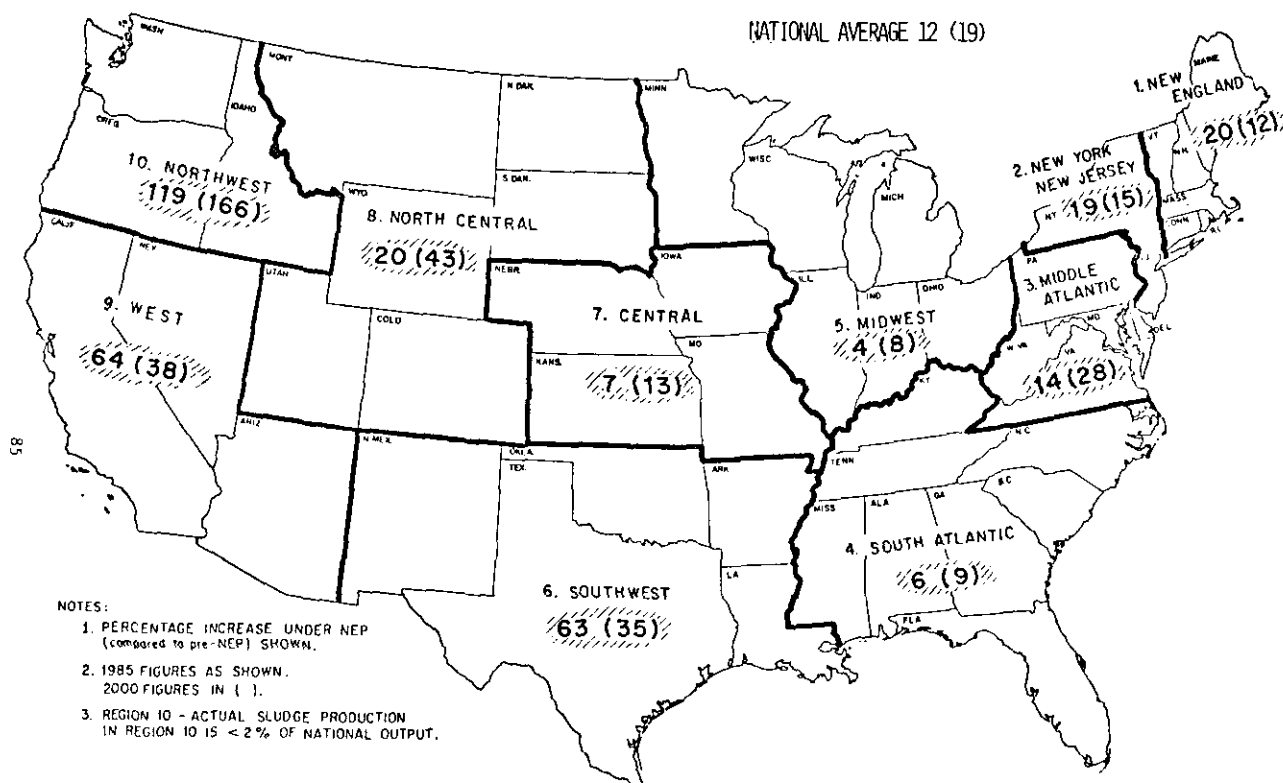 NATIONAL AVERAGE 12 (19)
WASH
MONT
N DAK.
MINN
MAINE
1. NEW
ENGLAND
20 (12)
IDAHO
OREG.
VT
N.H.
WISC
MICH
2. NEW YORK
NEW JERSEY
NY
19 (15)
MASS
CONN
R.I.
10. NORTHWEST
119 (166)
S DAK.
WYO.
8. NORTH CENTRAL
20 (43)
CALIF
NEV
UTAH
NEBR.
IOWA
ILL
IND
OHIO
PA
3. MIDDLE
ATLANTIC
MD
DEL
9. WEST
64 (38)
COLO
7. CENTRAL
KANS.
MO
7 (13)
5. MIDWEST
4 (8)
W. VA.
VA
14 (28)
KY
85
ARIZ
N MEX.
OKLA.
TEX.
ARK.
TENN
N C
S C
MISS
ALA
GA
4. SOUTH ATLANTIC
6 (9)
LA
6. SOUTHWEST
63 (35)
FLA
NOTES:
1. PERCENTAGE INCREASE UNDER NEP
(compared to pre-NEP) SHOWN.
2. 1985 FIGURES AS SHOWN.
2000 FIGURES IN ( ).
3. REGION 10 - ACTUAL SLUDGE PRODUCTION
IN REGION 10 IS < 2% OF NATIONAL OUTPUT.